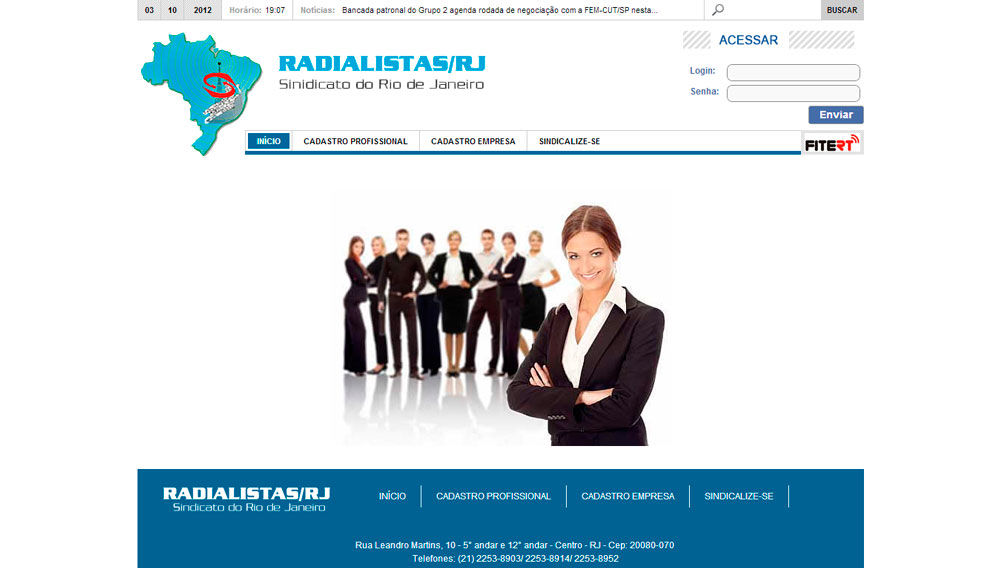 03 10 2012 Horário: 19:07 Notícias: Bancada patronal do Grupo 2 agenda rodada de negociação com a FEM-CUT/SP nesta... BUSCAR
ACESSAR
RADIALISTAS/RJ
Sinidicato do Rio de Janeiro
Login:
Senha:
Enviar
INÍCIO CADASTRO PROFISSIONAL CADASTRO EMPRESA SINDICALIZE-SE FITERT
RADIALISTAS/RJ
Sindicato do Rio de Janeiro
INÍCIO CADASTRO PROFISSIONAL CADASTRO EMPRESA SINDICALIZE-SE
Rua Leandro Martins, 10 - 5° andar e 12° andar - Centro - RJ - Cep: 20080-070
Telefones: (21) 2253-8903/ 2253-8914/ 2253-8952